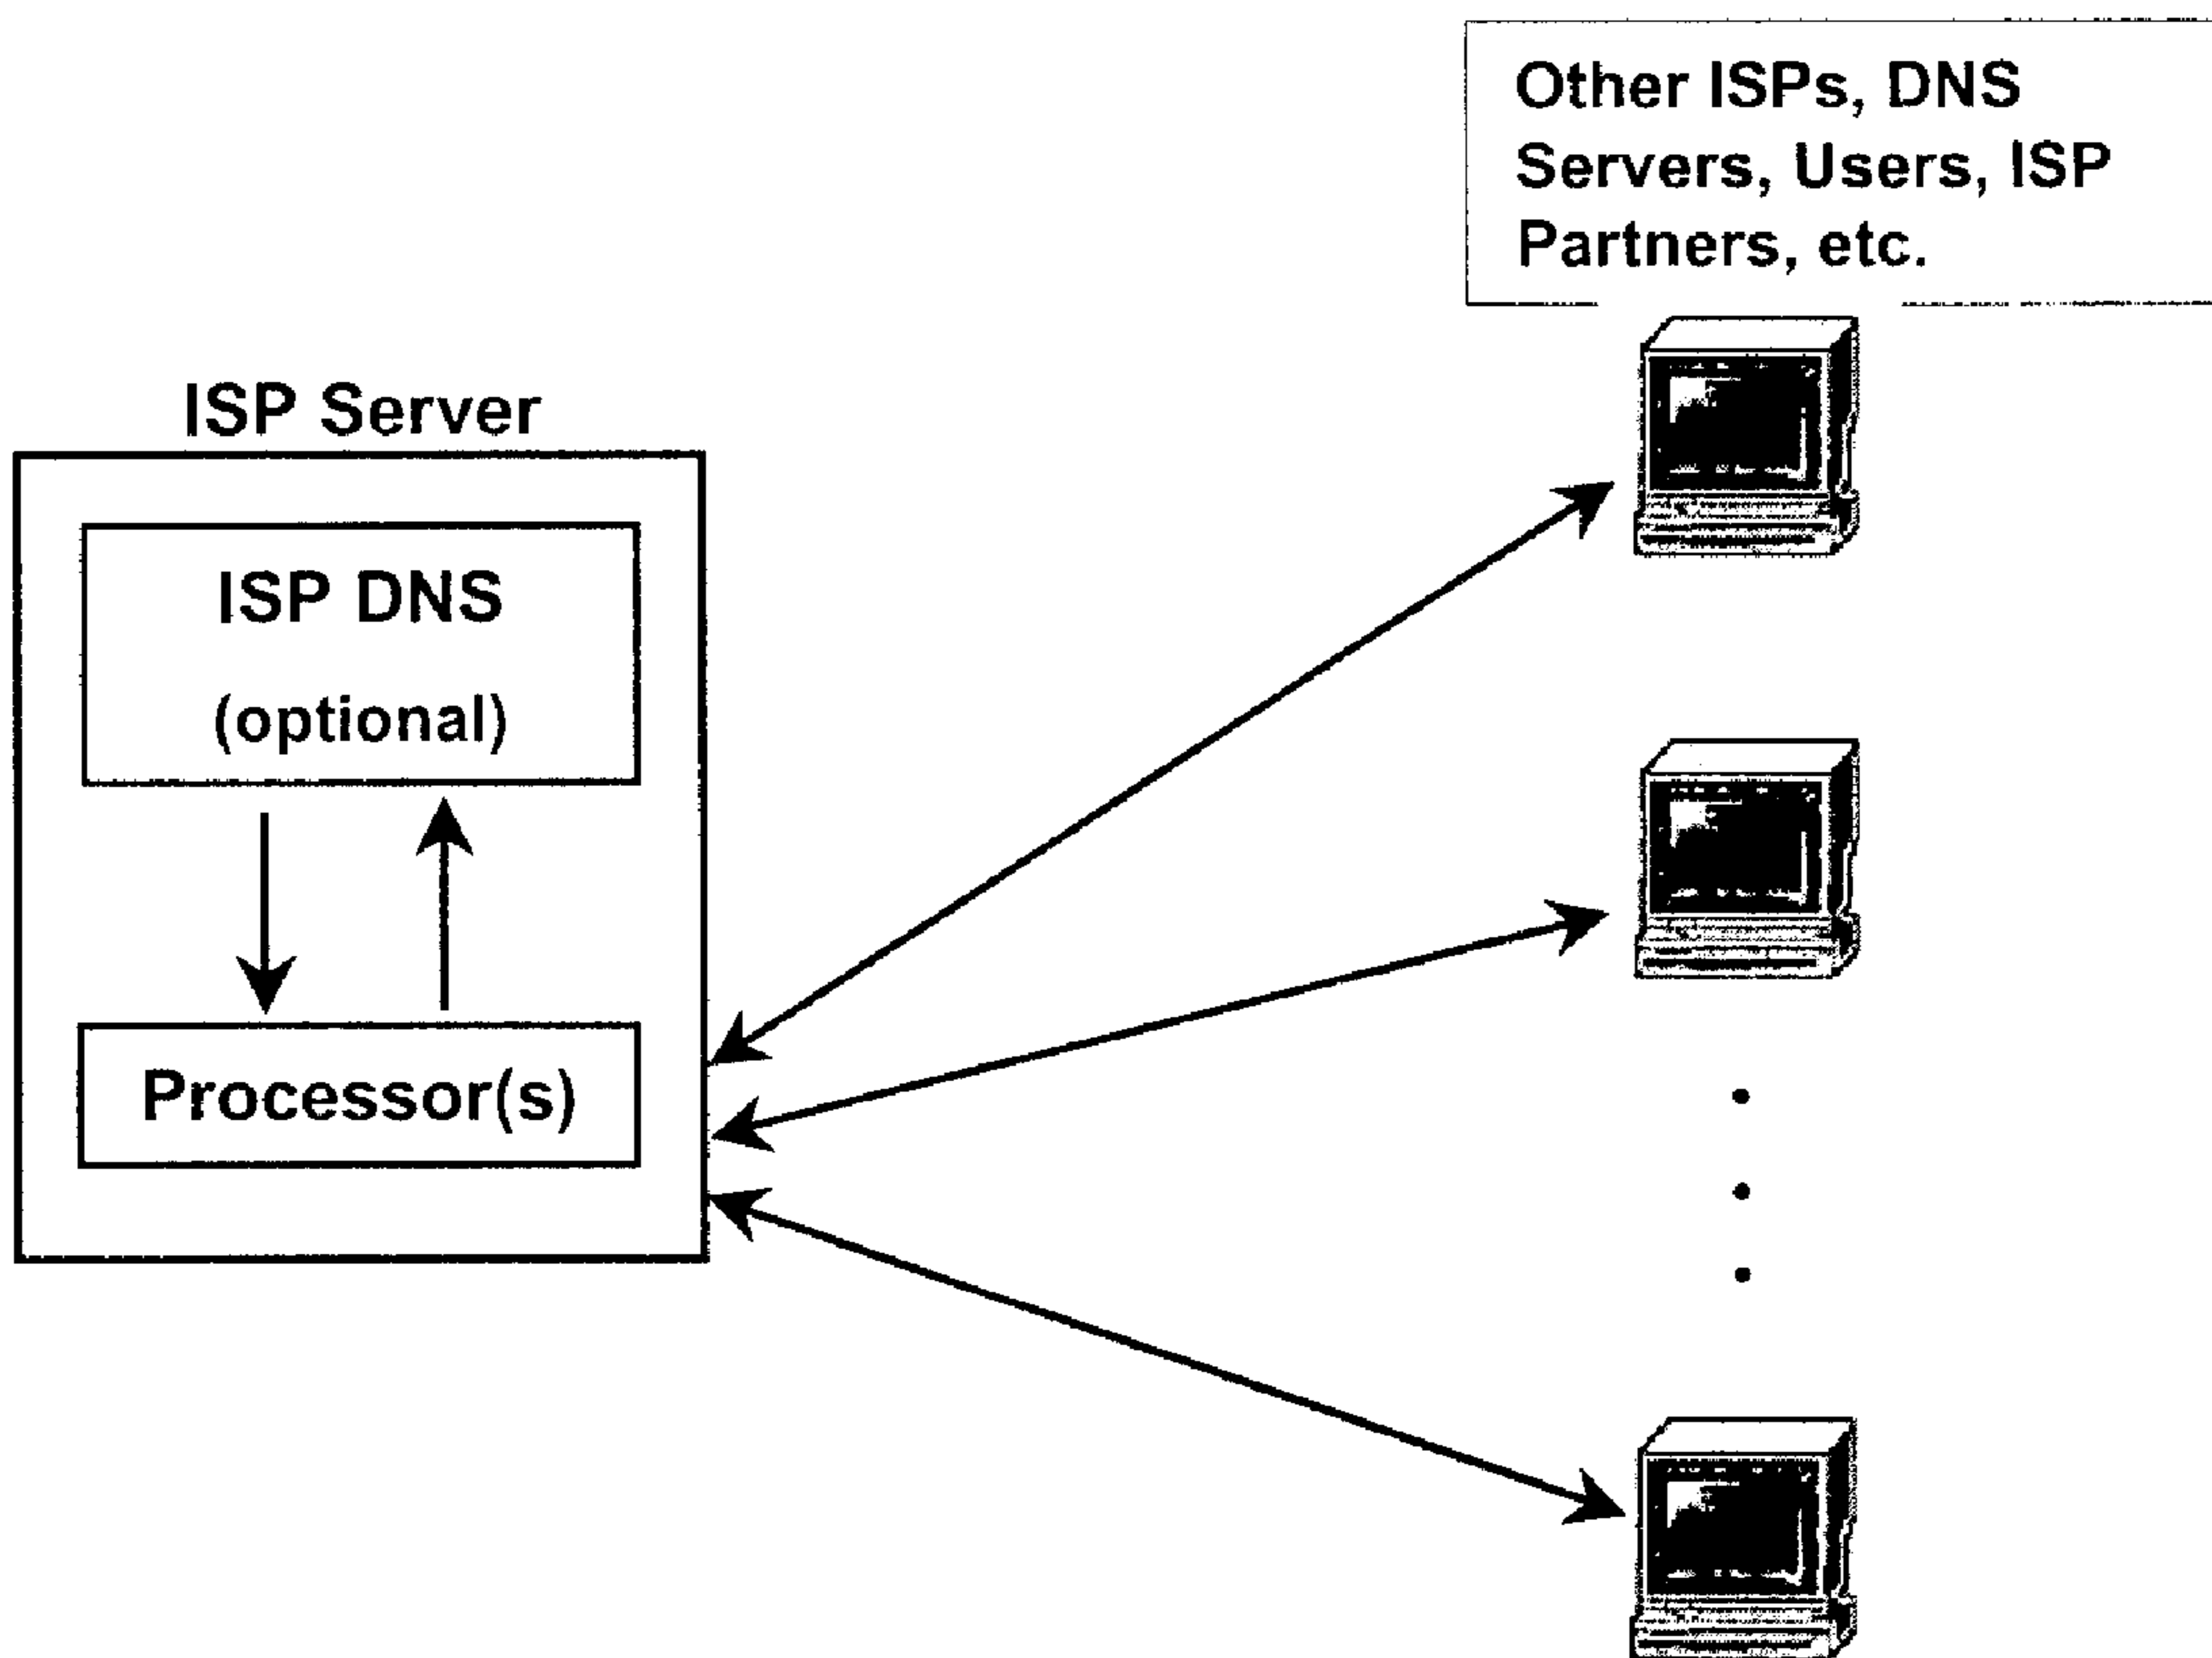 Other ISPs, DNS
Servers, Users, ISP
Partners, etc.
ISP Server
ISP DNS
(optional)
Processor(s)